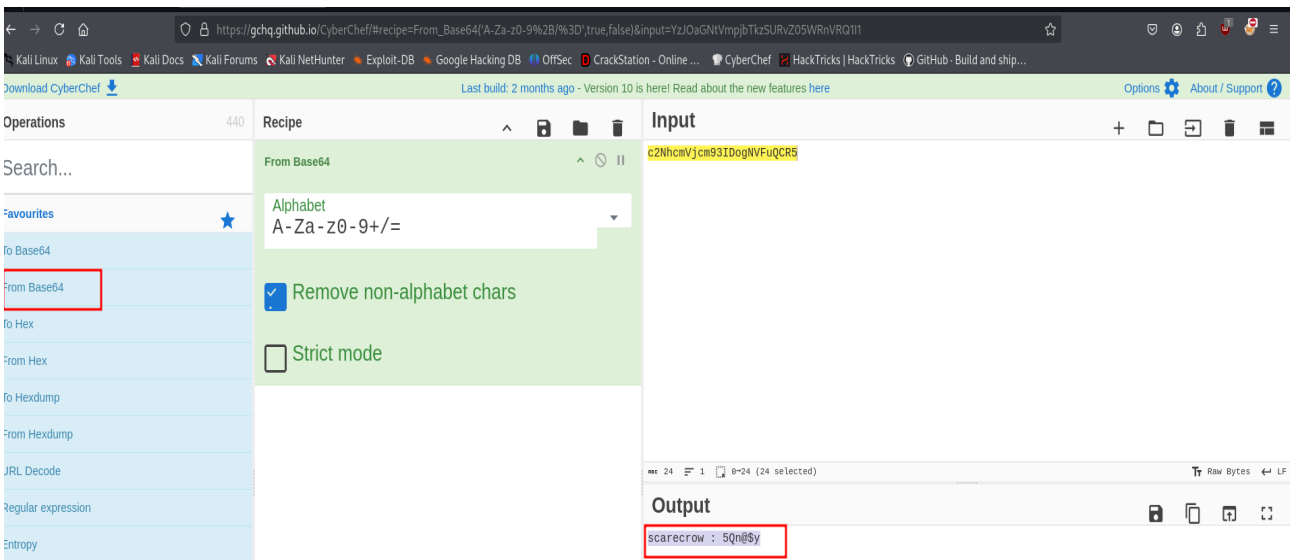 https://gchq.github.io/CyberChef/#recipe=From_Base64('A-Za-z0-9%2B/%3D',true,false)&input=YzJOaGNtVmpjbTkzSURvZ05WRnVRQ1I1
Kali Linux Kali Tools Kali Docs Kali Forums Kali NetHunter Exploit-DB Google Hacking DB OffSec CrackStation - Online ... CyberChef HackTricks | HackTricks GitHub · Build and ship...
Download CyberChef Last build: 2 months ago - Version 10 is here! Read about the new features here Options About / Support
Operations 440 Recipe Input
Search...
From Base64
c2NhcmVjcm93IDogNVFuQCR5
Alphabet
A-Za-z0-9+/=
Favourites
To Base64
From Base64
Remove non-alphabet chars
To Hex
From Hex
Strict mode
To Hexdump
From Hexdump
URL Decode
ABC 24 1 0→24 (24 selected) Tr Raw Bytes LF
Regular expression
Output
Entropy
scarecrow : 5Qn@$y